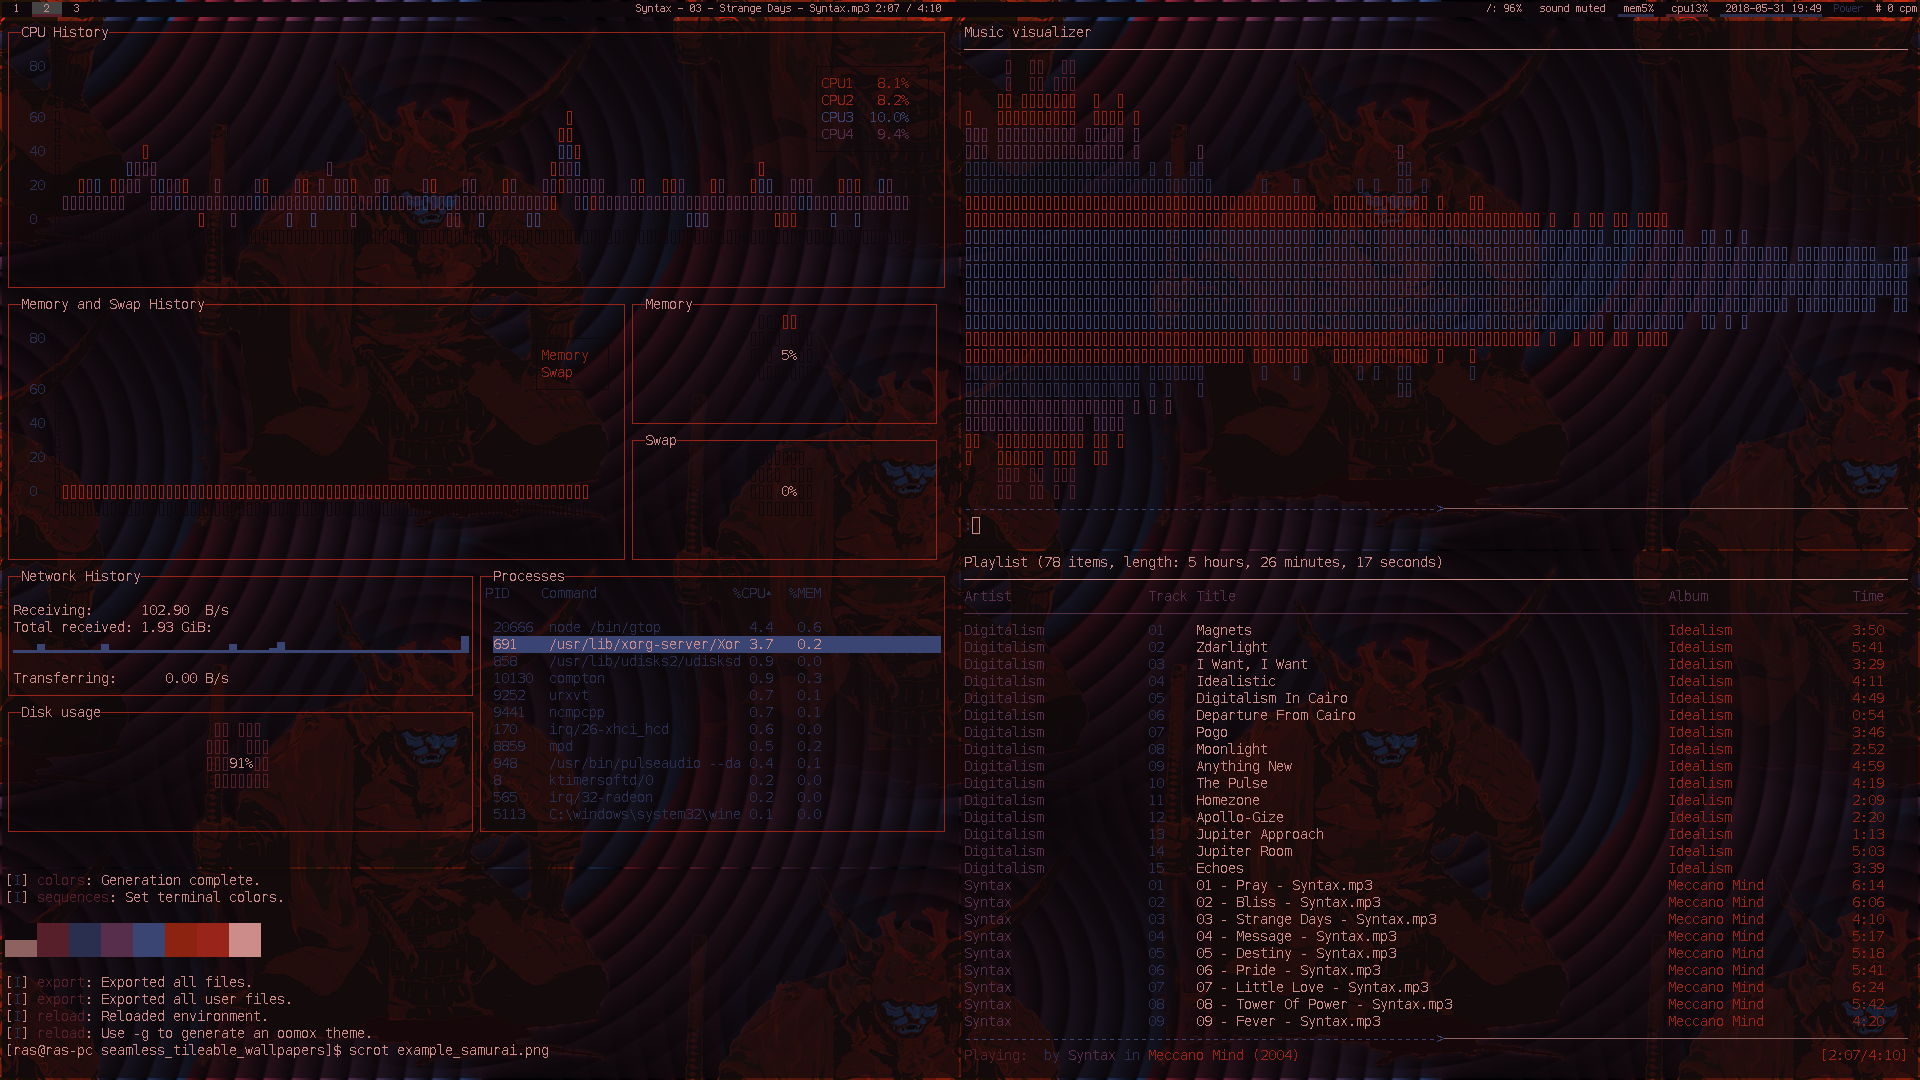 1 2 3
Syntax - 03 - Strange Days - Syntax.mp3 2:07 / 4:10
/: 96% sound muted mem5% cpu13% 2018-05-31 19:49 Power # 0 cpm
CPU History
80
60
40
20
0
CPU1 8.1%
CPU2 8.2%
CPU3 10.0%
CPU4 9.4%
Memory and Swap History
80
60
40
20
0
Memory
Swap
Memory
5%
Swap
0%
Network History
Receiving: 102.90 B/s
Total received: 1.93 GiB:
Transferring: 0.00 B/s
Disk usage
91%
Processes
PID Command %CPU▴ %MEM
20666 node /bin/gtop 4.4 0.6
691 /usr/lib/xorg-server/Xor 3.7 0.2
858 /usr/lib/udisks2/udisksd 0.9 0.0
10130 compton 0.9 0.3
9252 urxvt 0.7 0.1
9441 ncmpcpp 0.7 0.1
170 irq/26-xhci_hcd 0.6 0.0
8859 mpd 0.5 0.2
948 /usr/bin/pulseaudio --da 0.4 0.1
8 ktimersoftd/0 0.2 0.0
565 irq/32-radeon 0.2 0.0
5113 C:\windows\system32\wine 0.1 0.0
[I] colors: Generation complete.
[I] sequences: Set terminal colors.
[I] export: Exported all files.
[I] export: Exported all user files.
[I] reload: Reloaded environment.
[I] reload: Use -g to generate an oomox theme.
[ras@ras-pc seamless_tileable_wallpapers]$ scrot example_samurai.png
Music visualizer
Playlist (78 items, length: 5 hours, 26 minutes, 17 seconds)
Artist Track Title Album Time
Digitalism 01 Magnets Idealism 3:50
Digitalism 02 Zdarlight Idealism 5:41
Digitalism 03 I Want, I Want Idealism 3:29
Digitalism 04 Idealistic Idealism 4:11
Digitalism 05 Digitalism In Cairo Idealism 4:49
Digitalism 06 Departure From Cairo Idealism 0:54
Digitalism 07 Pogo Idealism 3:46
Digitalism 08 Moonlight Idealism 2:52
Digitalism 09 Anything New Idealism 4:59
Digitalism 10 The Pulse Idealism 4:19
Digitalism 11 Homezone Idealism 2:09
Digitalism 12 Apollo-Gize Idealism 2:20
Digitalism 13 Jupiter Approach Idealism 1:13
Digitalism 14 Jupiter Room Idealism 5:03
Digitalism 15 Echoes Idealism 3:39
Syntax 01 01 - Pray - Syntax.mp3 Meccano Mind 6:14
Syntax 02 02 - Bliss - Syntax.mp3 Meccano Mind 6:06
Syntax 03 03 - Strange Days - Syntax.mp3 Meccano Mind 4:10
Syntax 04 04 - Message - Syntax.mp3 Meccano Mind 5:17
Syntax 05 05 - Destiny - Syntax.mp3 Meccano Mind 5:18
Syntax 06 06 - Pride - Syntax.mp3 Meccano Mind 5:41
Syntax 07 07 - Little Love - Syntax.mp3 Meccano Mind 6:24
Syntax 08 08 - Tower Of Power - Syntax.mp3 Meccano Mind 5:42
Syntax 09 09 - Fever - Syntax.mp3 Meccano Mind 4:20
Playing: by Syntax in Meccano Mind (2004) [2:07/4:10]